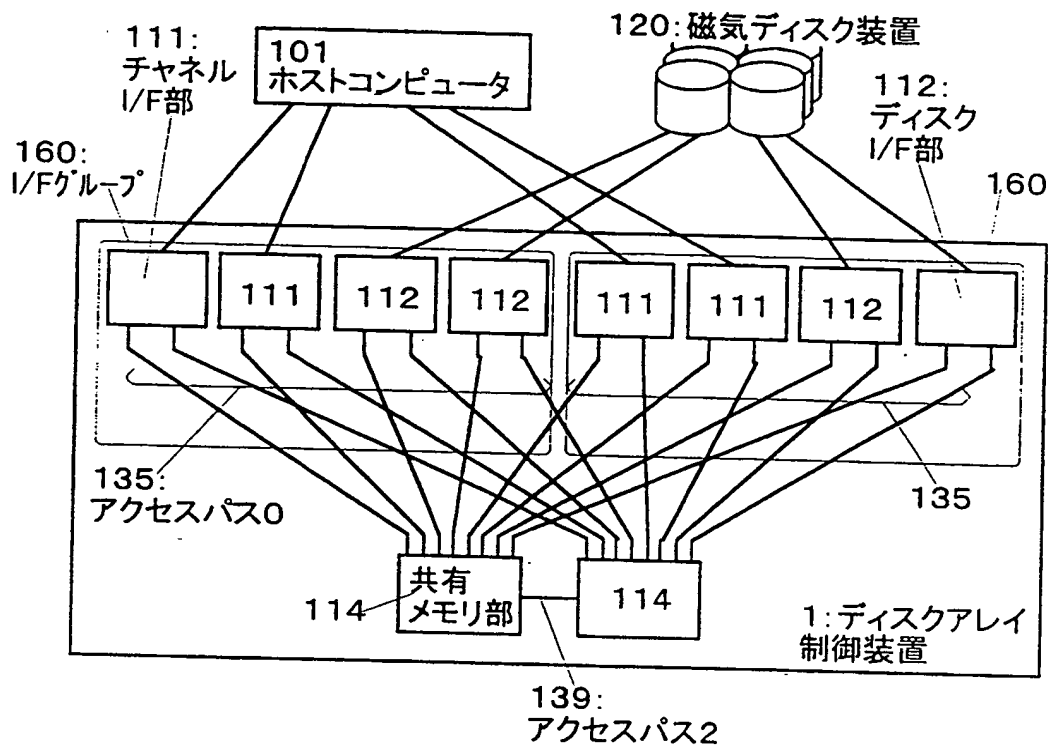 111:
チャネル
I/F部
101
ホストコンピュータ
120:磁気ディスク装置
112:
ディスク
I/F部
160:
I/Fグループ
160
111
112
112
111
111
112
135:
アクセスパス0
135
114
共有
メモリ部
114
1:ディスクアレイ
制御装置
139:
アクセスパス2